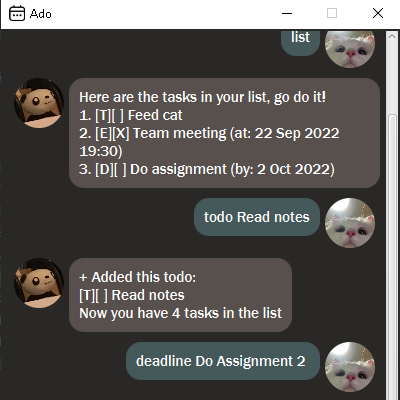 Ado
list
Here are the tasks in your list, go do it!
1. [T][ ] Feed cat
2. [E][X] Team meeting (at: 22 Sep 2022
19:30)
3. [D][ ] Do assignment (by: 2 Oct 2022)
todo Read notes
+ Added this todo:
[T][ ] Read notes
Now you have 4 tasks in the list
deadline Do Assignment 2